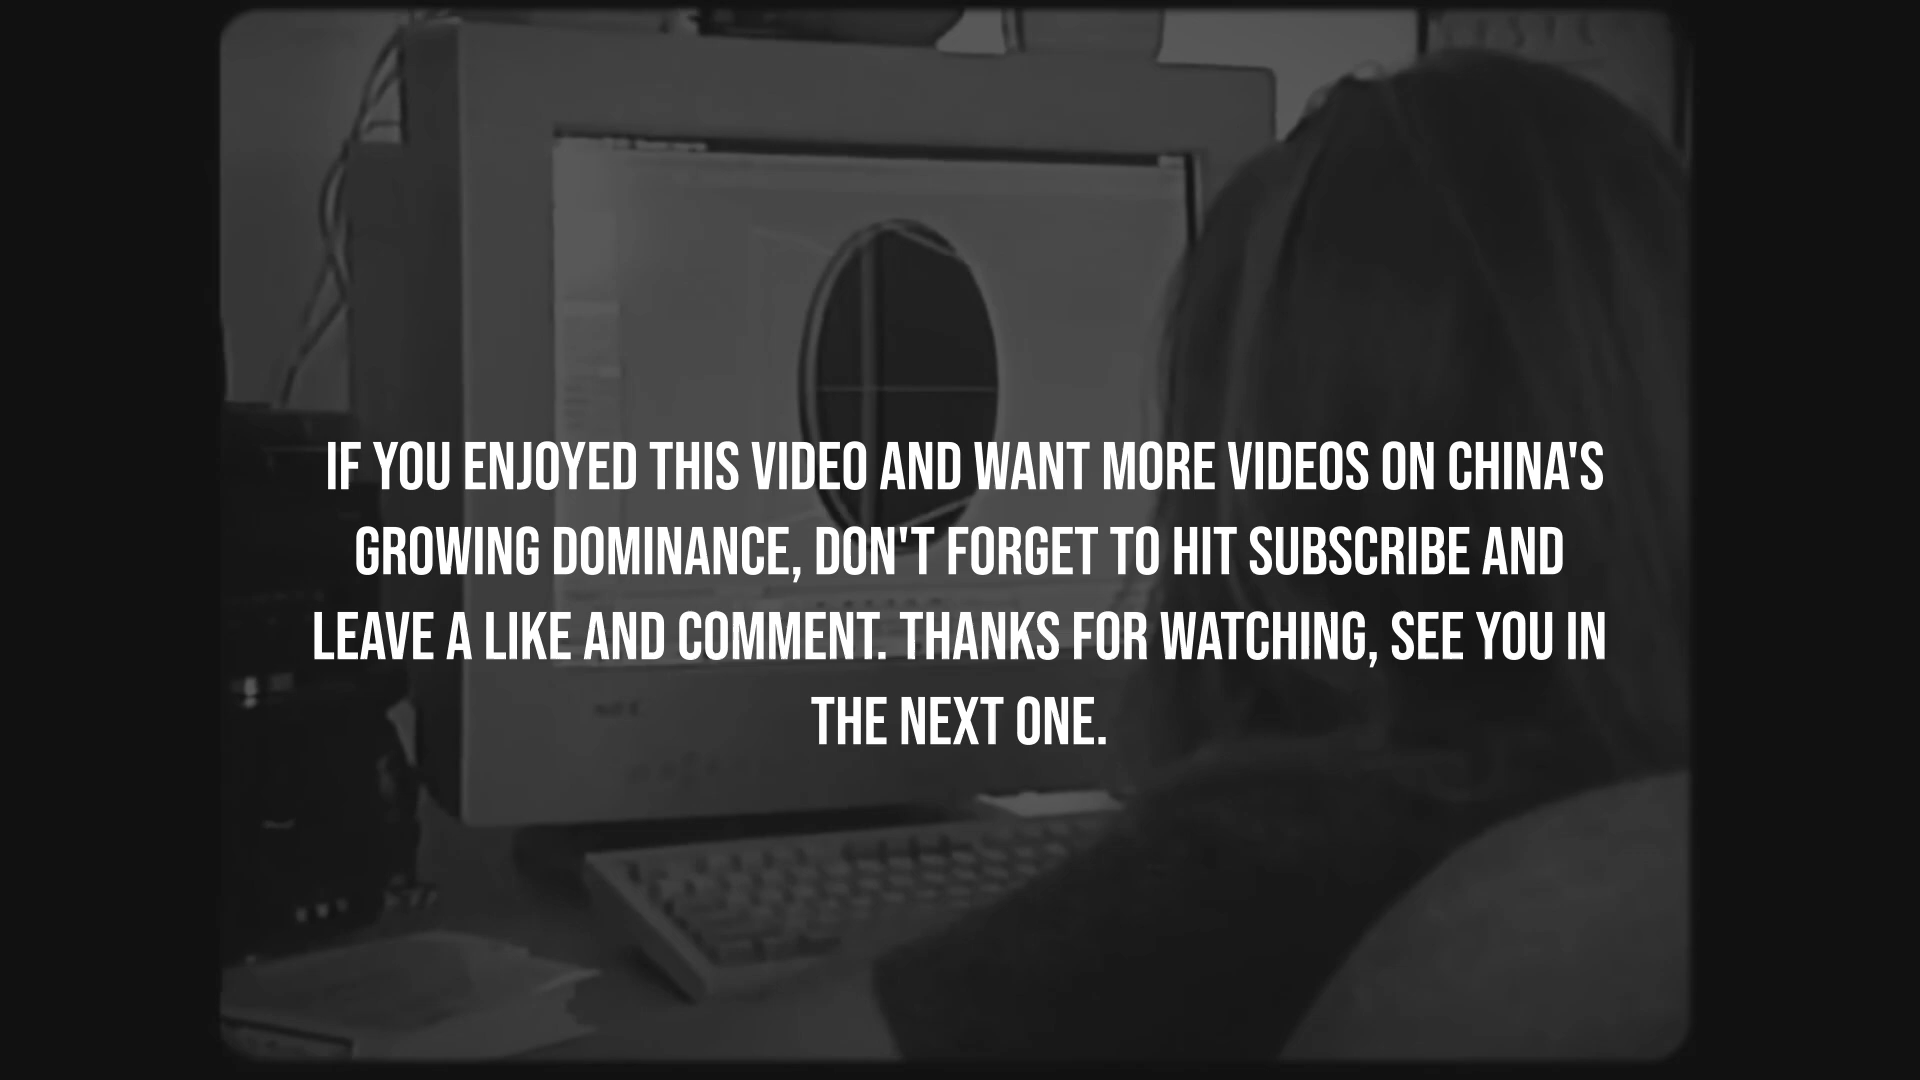 IF YOU ENJOYED THIS VIDEO AND WANT MORE VIDEOS ON CHINA'S
GROWING DOMINANCE, DON'T FORGET TO HIT SUBSCRIBE AND
LEAVE A LIKE AND COMMENT. THANKS FOR WATCHING, SEE YOU IN
THE NEXT ONE.